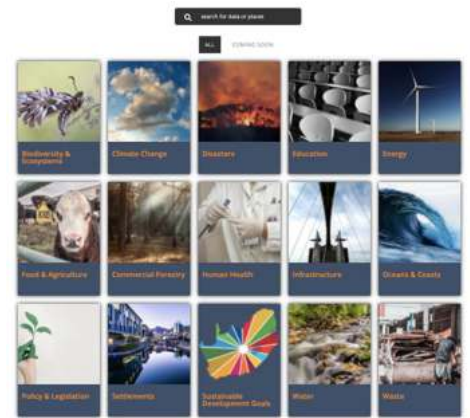 search for data or places
ALL COMING SOON
Biodiversity &
Ecosystems
Climate Change
Disasters
Education
Energy
Food & Agriculture
Commercial Forestry
Human Health
Infrastructure
Oceans & Coasts
Policy & Legislation
Settlements
Sustainable
Development Goals
Water
Waste